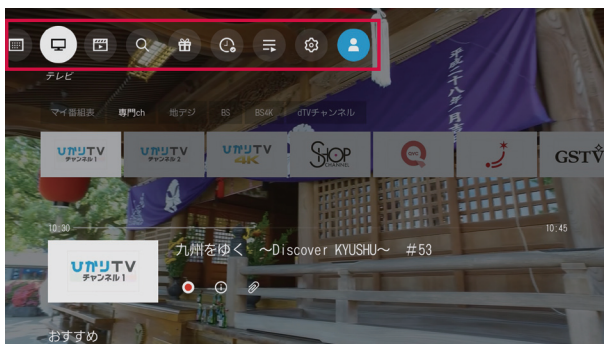 テレビ
マイ番組表 専門ch 地デジ BS BS4K dTVチャンネル
ひかりTV チャンネル1 ひかりTV チャンネル2 ひかりTV 4K SHOP CHANNEL QVC GSTV
10:30 10:45
九州をゆく ～Discover KYUSHU～ #53
ひかりTV
チャンネル1
おすすめ